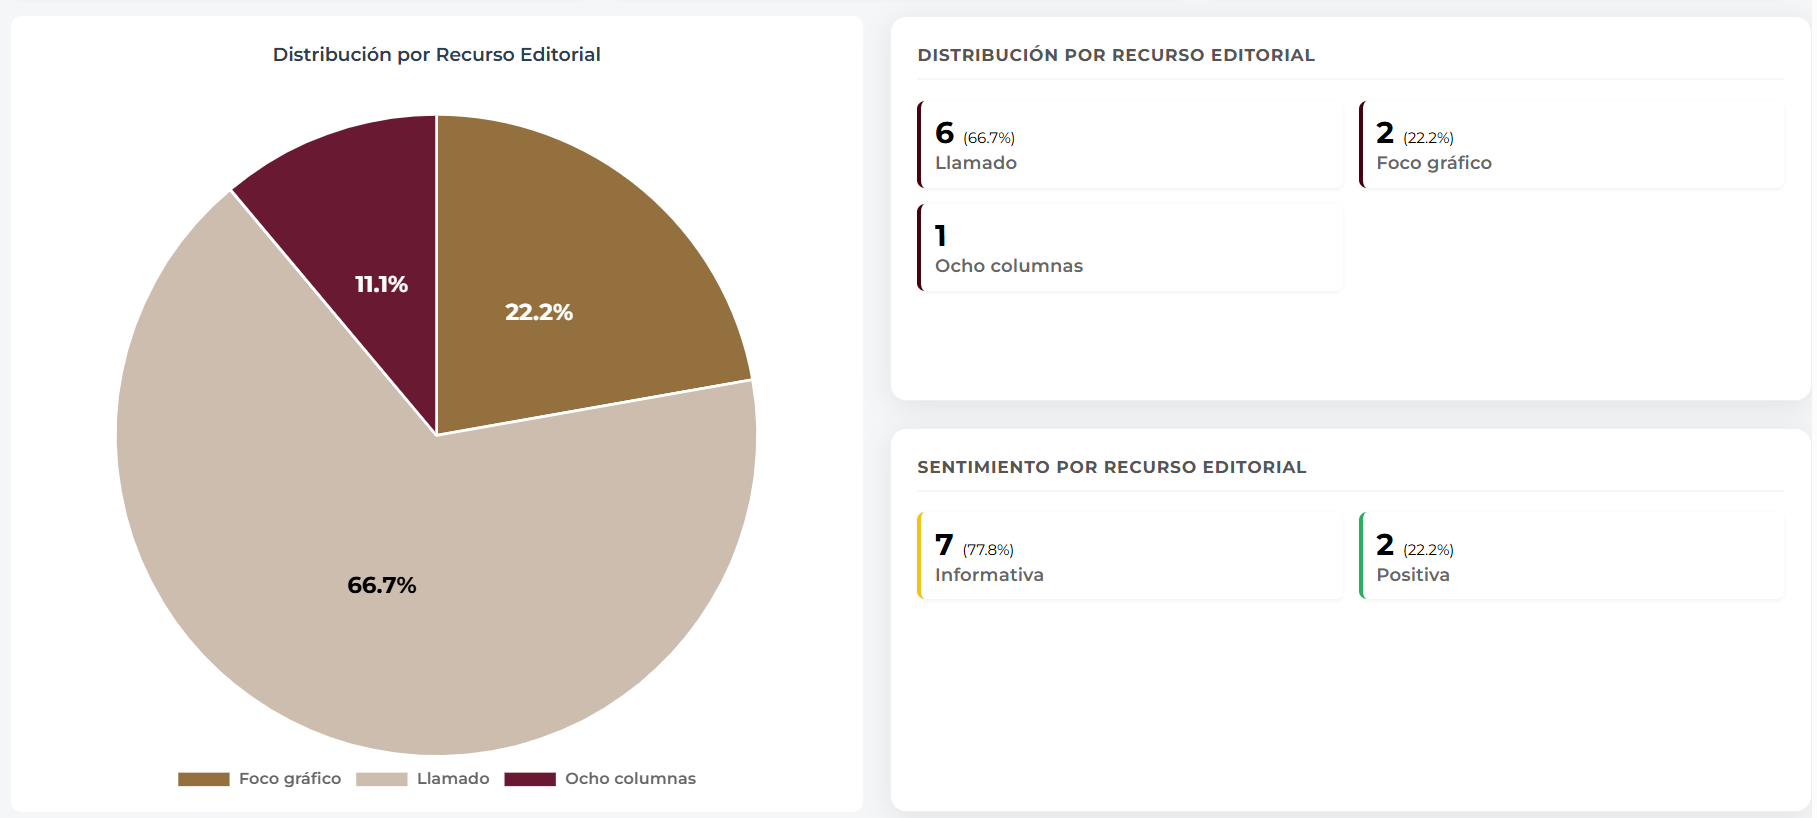 Distribución por Recurso Editorial
11.1%
22.2%
66.7%
Foco gráfico
Llamado
Ocho columnas
DISTRIBUCIÓN POR RECURSO EDITORIAL
6 (66.7%)
Llamado
2 (22.2%)
Foco gráfico
1
Ocho columnas
SENTIMIENTO POR RECURSO EDITORIAL
7 (77.8%)
Informativa
2 (22.2%)
Positiva